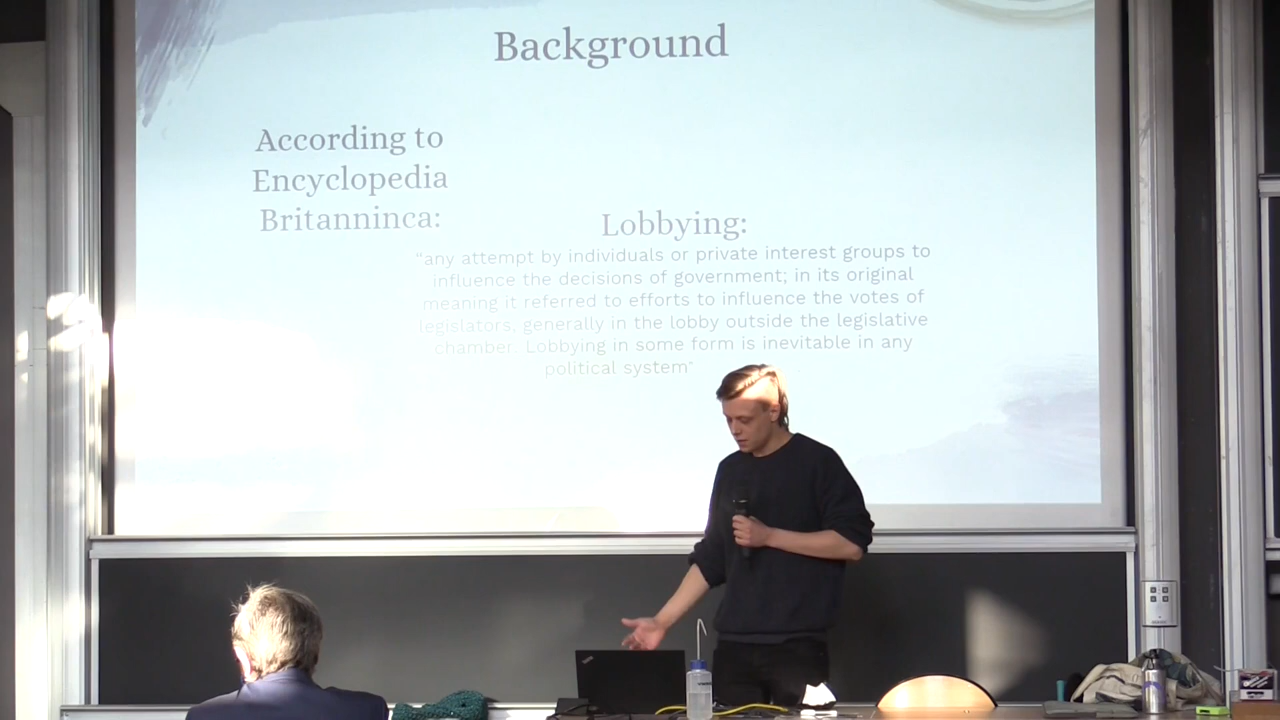 Background
According to
Encyclopedia
Britanninca:
Lobbying:
“any attempt by individuals or private interest groups to
influence the decisions of government; in its original
meaning it referred to efforts to influence the votes of
legislators, generally in the lobby outside the legislative
chamber. Lobbying in some form is inevitable in any
political system”